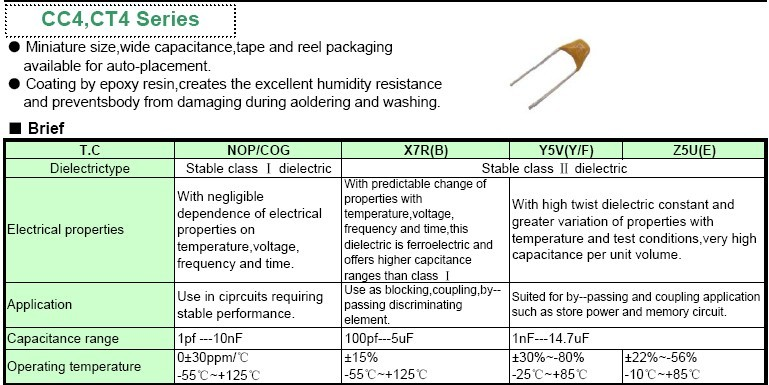 CC4,CT4 Series
● Miniature size,wide capacitance,tape and reel packaging
available for auto-placement.
● Coating by epoxy resin,creates the excellent humidity resistance
and preventsbody from damaging during aoldering and washing.
■ Brief
T.C NOP/COG X7R(B) Y5V(Y/F) Z5U(E)
Dielectrictype Stable class Ⅰ dielectric Stable class Ⅱ dielectric
Electrical properties
With negligible
dependence of electrical
properties on
temperature,voltage,
frequency and time.
With predictable change of
properties with
temperature,voltage,
frequency and time,this
dielectric is ferroelectric and
offers higher capcitance
ranges than class Ⅰ
With high twist dielectric constant and
greater variation of properties with
temperature and test conditions,very high
capacitance per unit volume.
Application
Use in ciprcuits requiring
stable performance.
Use as blocking,coupling,by--
passing discriminating
element.
Suited for by--passing and coupling application
such as store power and memory circuit.
Capacitance range 1pf ---10nF 100pf---5uF 1nF---14.7uF
Operating temperature
0±30ppm/℃
-55℃~+125℃
±15%
-55℃~+125℃
±30%~-80%
-25℃~+85℃
±22%~-56%
-10℃~+85℃